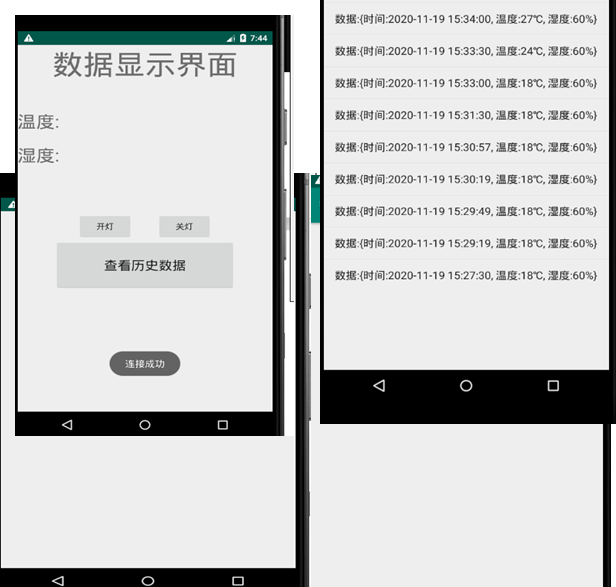 7:44
数据显示界面
温度:
湿度:
开灯 关灯
查看历史数据
连接成功
数据:{时间:2020-11-19 15:34:00, 温度:27℃, 湿度:60%}
数据:{时间:2020-11-19 15:33:30, 温度:24℃, 湿度:60%}
数据:{时间:2020-11-19 15:33:00, 温度:18℃, 湿度:60%}
数据:{时间:2020-11-19 15:31:30, 温度:18℃, 湿度:60%}
数据:{时间:2020-11-19 15:30:57, 温度:18℃, 湿度:60%}
数据:{时间:2020-11-19 15:30:19, 温度:18℃, 湿度:60%}
数据:{时间:2020-11-19 15:29:49, 温度:18℃, 湿度:60%}
数据:{时间:2020-11-19 15:29:19, 温度:18℃, 湿度:60%}
数据:{时间:2020-11-19 15:27:30, 温度:18℃, 湿度:60%}